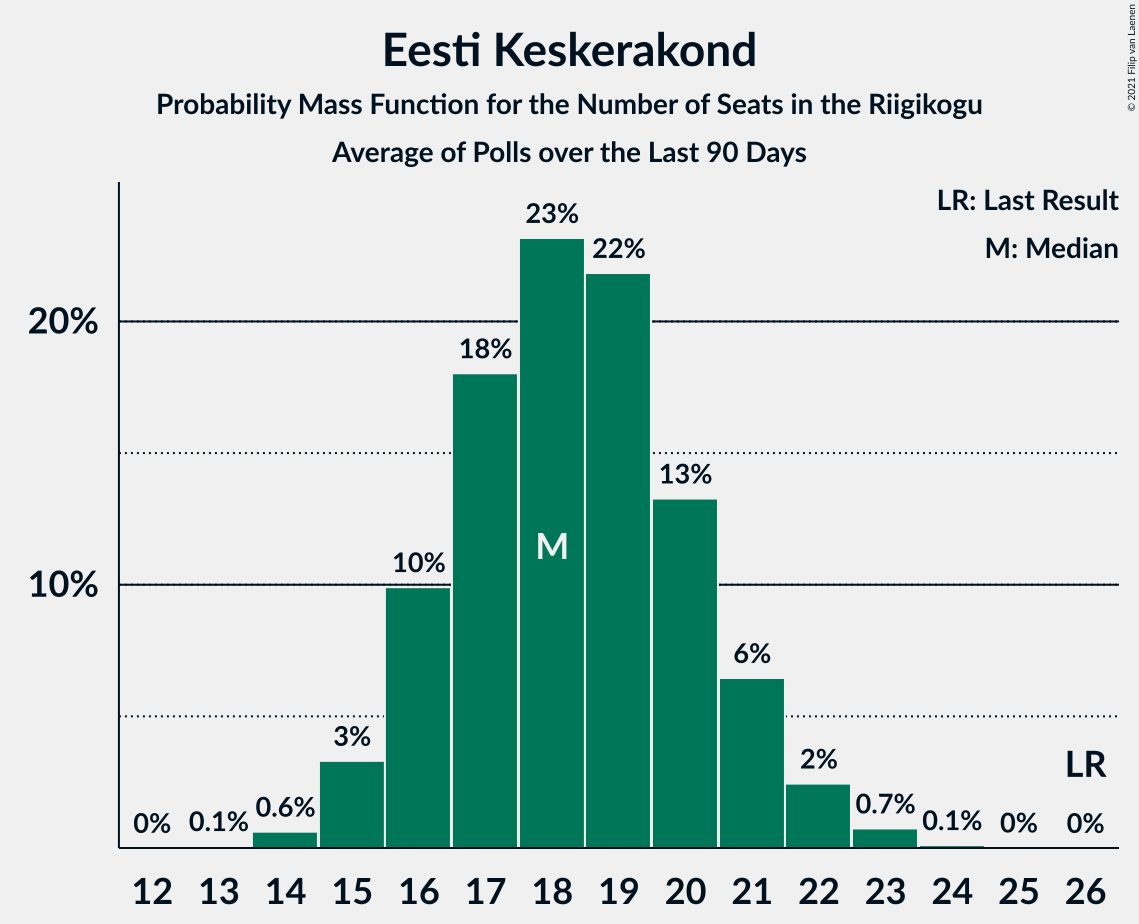 Eesti Keskerakond
Probability Mass Function for the Number of Seats in the Riigikogu
Average of Polls over the Last 90 Days
© 2021 Filip van Laenen
LR: Last Result
M: Median
20%
10%
0%
0.1%
0.6%
3%
10%
18%
23%
22%
13%
6%
2%
0.7%
0.1%
0%
0%
M
LR
12 13 14 15 16 17 18 19 20 21 22 23 24 25 26